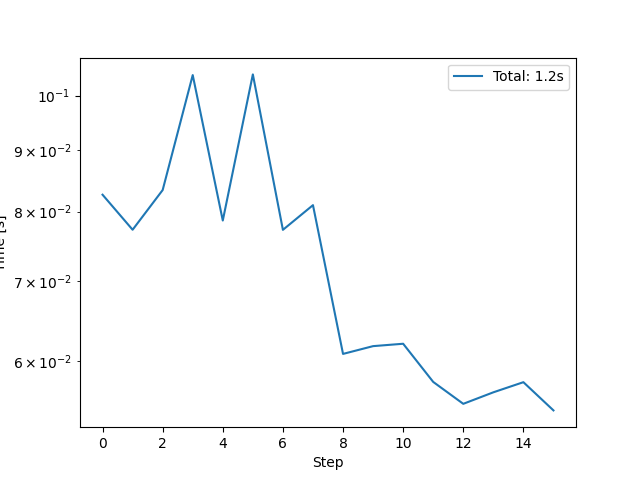 Total: 1.2s
10⁻¹
9 × 10⁻²
8 × 10⁻²
7 × 10⁻²
6 × 10⁻²
[s]
0 2 4 6 8 10 12 14
Step